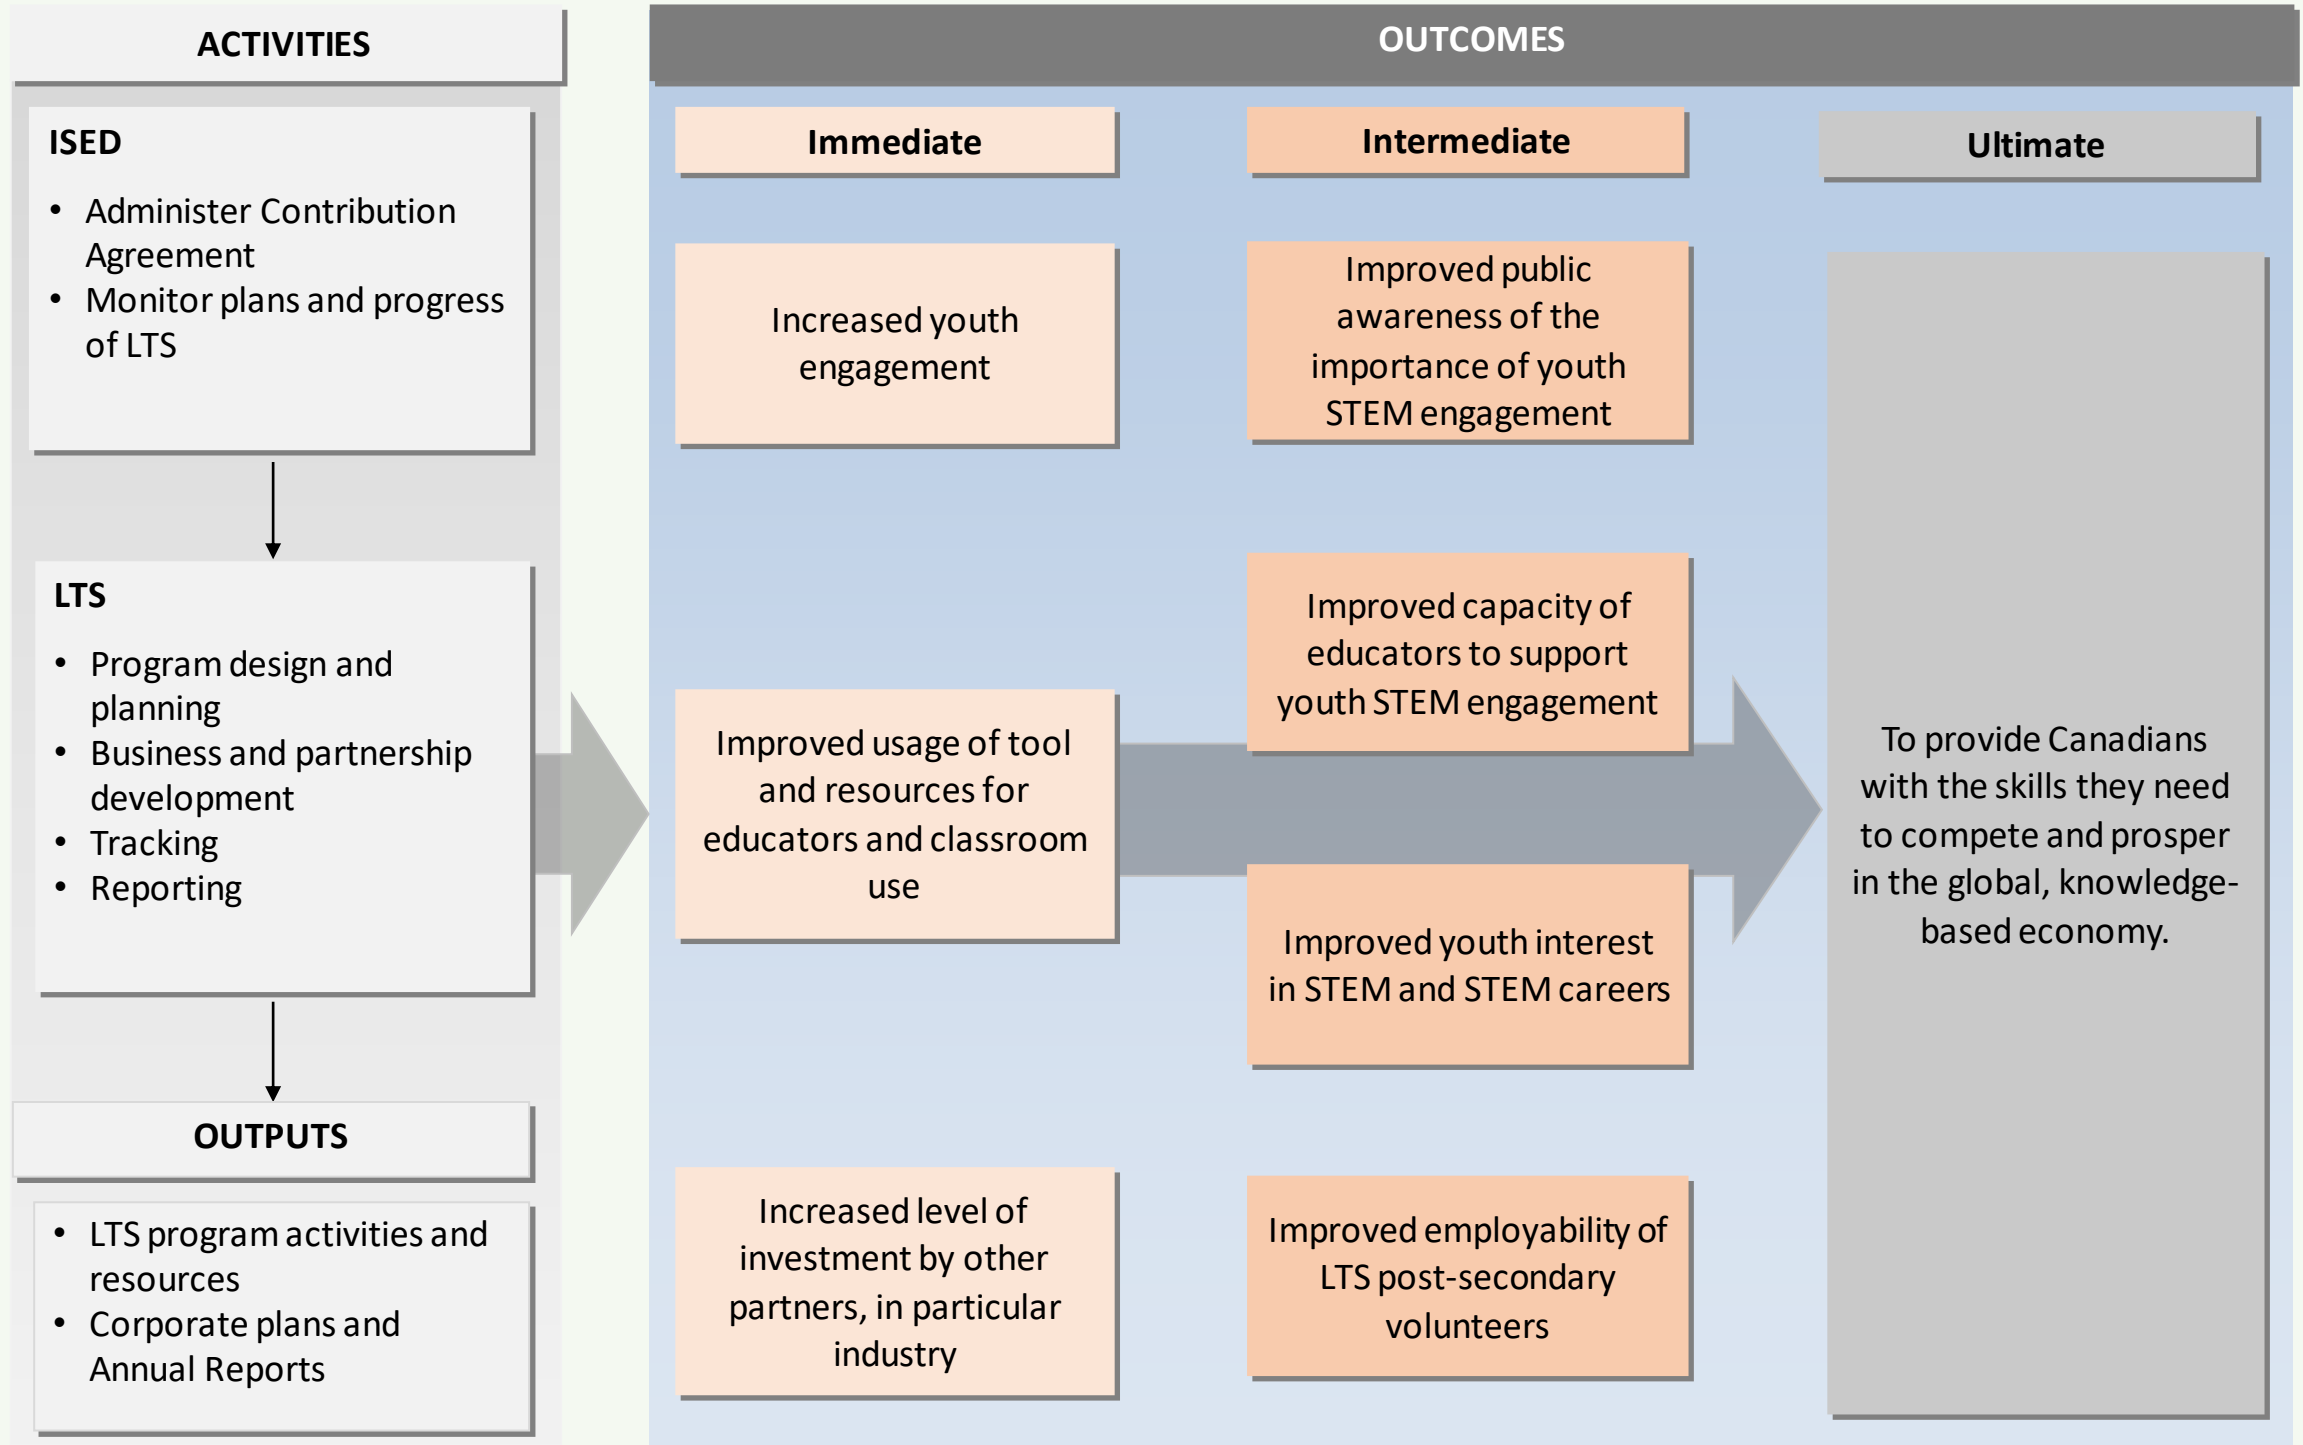 ACTIVITIES
ISED
• Administer Contribution
Agreement
• Monitor plans and progress
of LTS
LTS
• Program design and
planning
• Business and partnership
development
• Tracking
• Reporting
OUTPUTS
• LTS program activities and
resources
• Corporate plans and
Annual Reports
OUTCOMES
Immediate
Increased youth
engagement
Improved usage of tool
and resources for
educators and classroom
use
Increased level of
investment by other
partners, in particular
industry
Intermediate
Improved public
awareness of the
importance of youth
STEM engagement
Improved capacity of
educators to support
youth STEM engagement
Improved youth interest
in STEM and STEM careers
Improved employability of
LTS post-secondary
volunteers
Ultimate
To provide Canadians
with the skills they need
to compete and prosper
in the global, knowledge-
based economy.